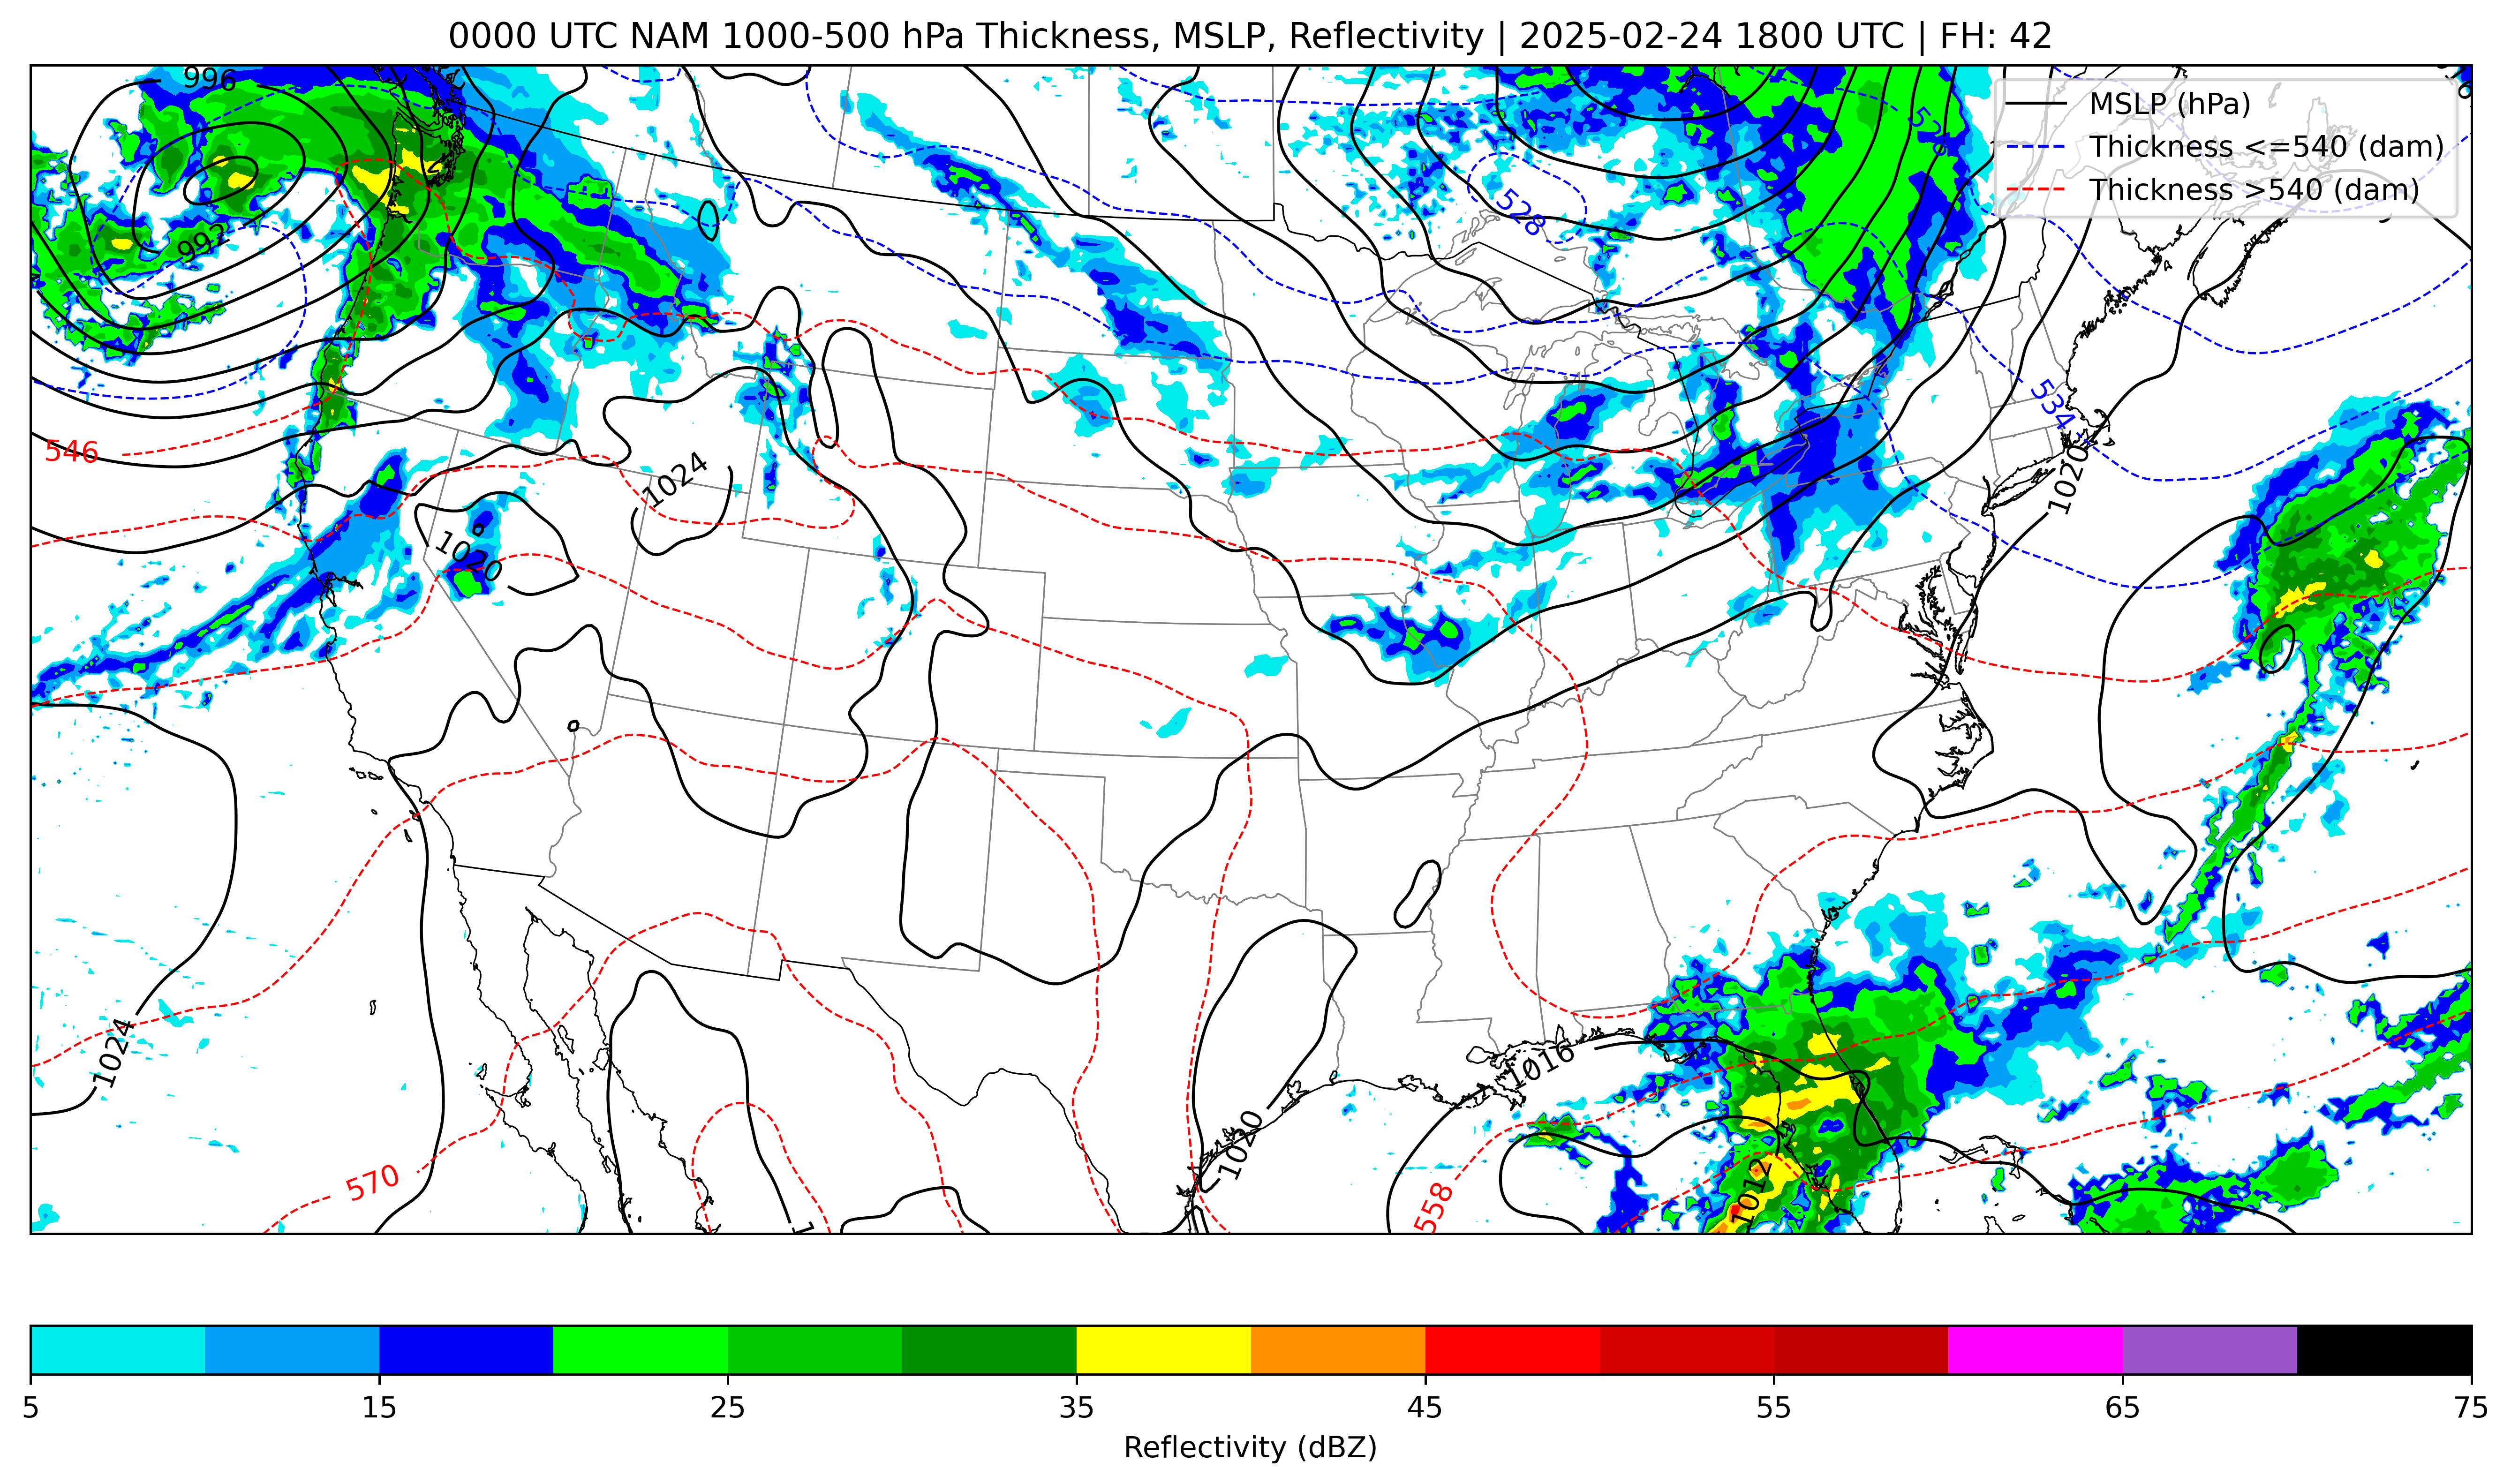 0000 UTC NAM 1000-500 hPa Thickness, MSLP, Reflectivity | 2025-02-24 1800 UTC | FH: 42
996
MSLP (hPa)
Thickness <=540 (dam)
Thickness >540 (dam)
528
992
534
546
1024
1020
1020
1024
1016
1020
570
558
1012
5 15 25 35 45 55 65 75
Reflectivity (dBZ)